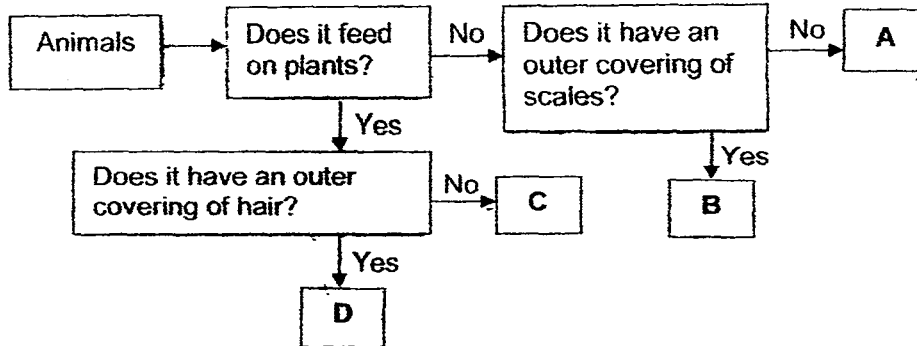 Animals
Does it feed
on plants?
No
Does it have an
outer covering of
scales?
No
A
Yes
Yes
Does it have an outer
covering of hair?
No
C
B
Yes
D